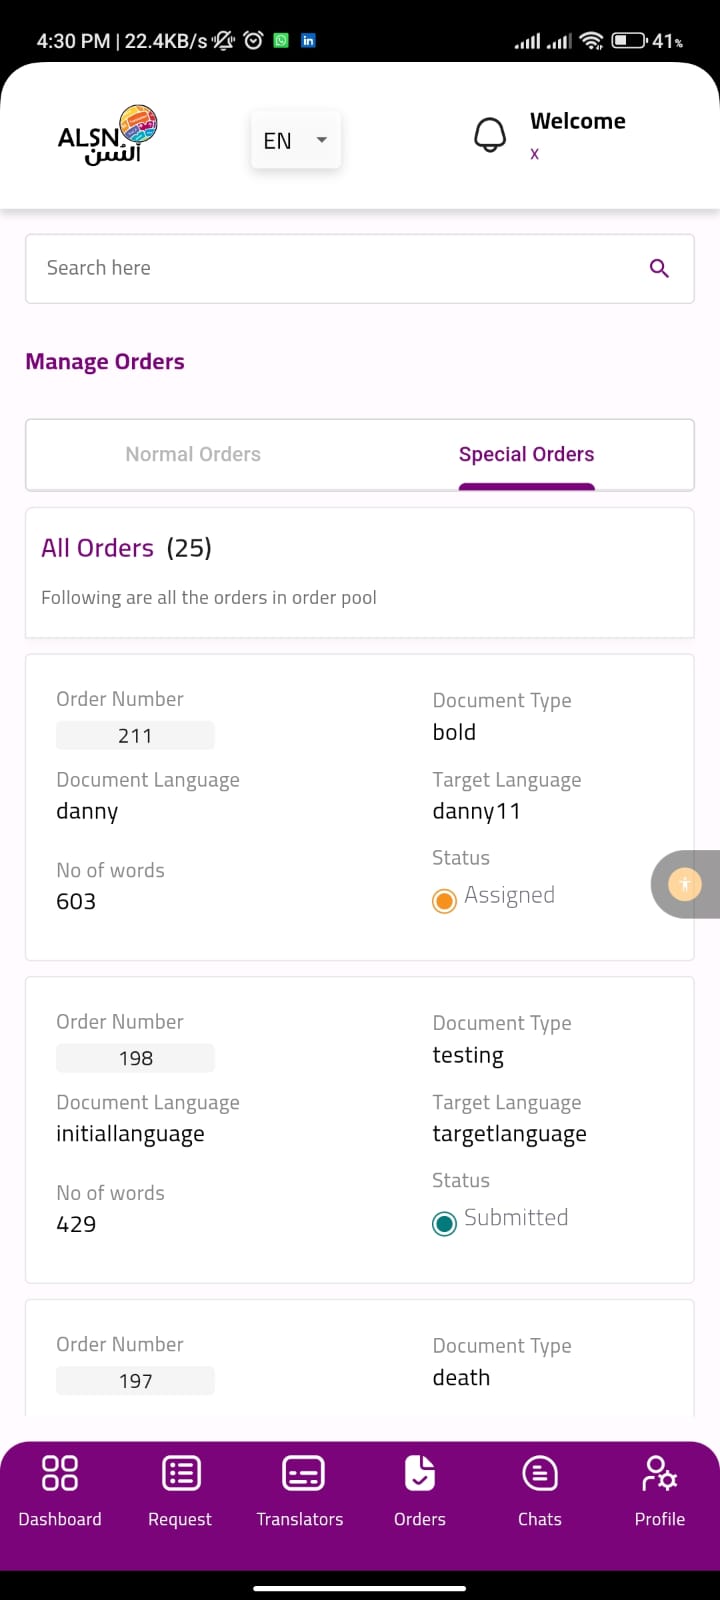 4:30 PM | 22.4KB/s 41%
ALSN
ألسن
EN
Welcome
x
Search here
Manage Orders
Normal Orders Special Orders
All Orders (25)
Following are all the orders in order pool
Order Number Document Type
211 bold
Document Language Target Language
danny danny11
No of words Status
603 Assigned
Order Number Document Type
198 testing
Document Language Target Language
initiallanguage targetlanguage
No of words Status
429 Submitted
Order Number Document Type
197 death
Dashboard Request Translators Orders Chats Profile